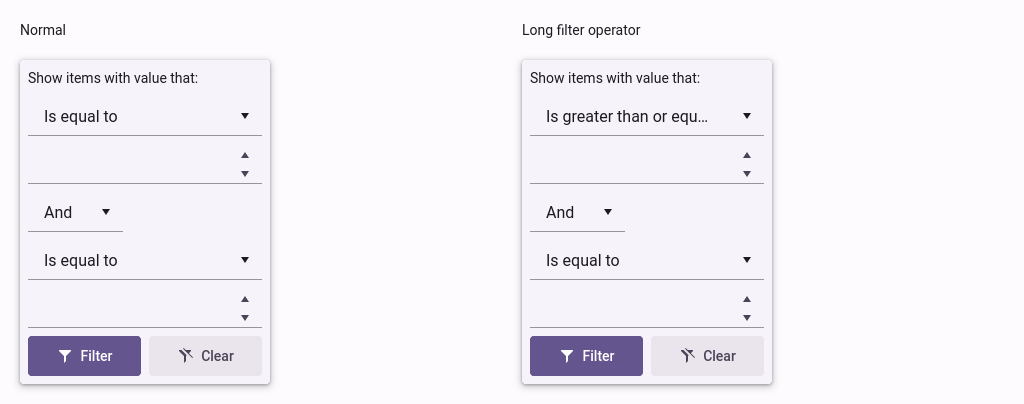 Normal
Show items with value that:
Is equal to
And
Is equal to
Filter
Clear
Long filter operator
Show items with value that:
Is greater than or equ...
And
Is equal to
Filter
Clear